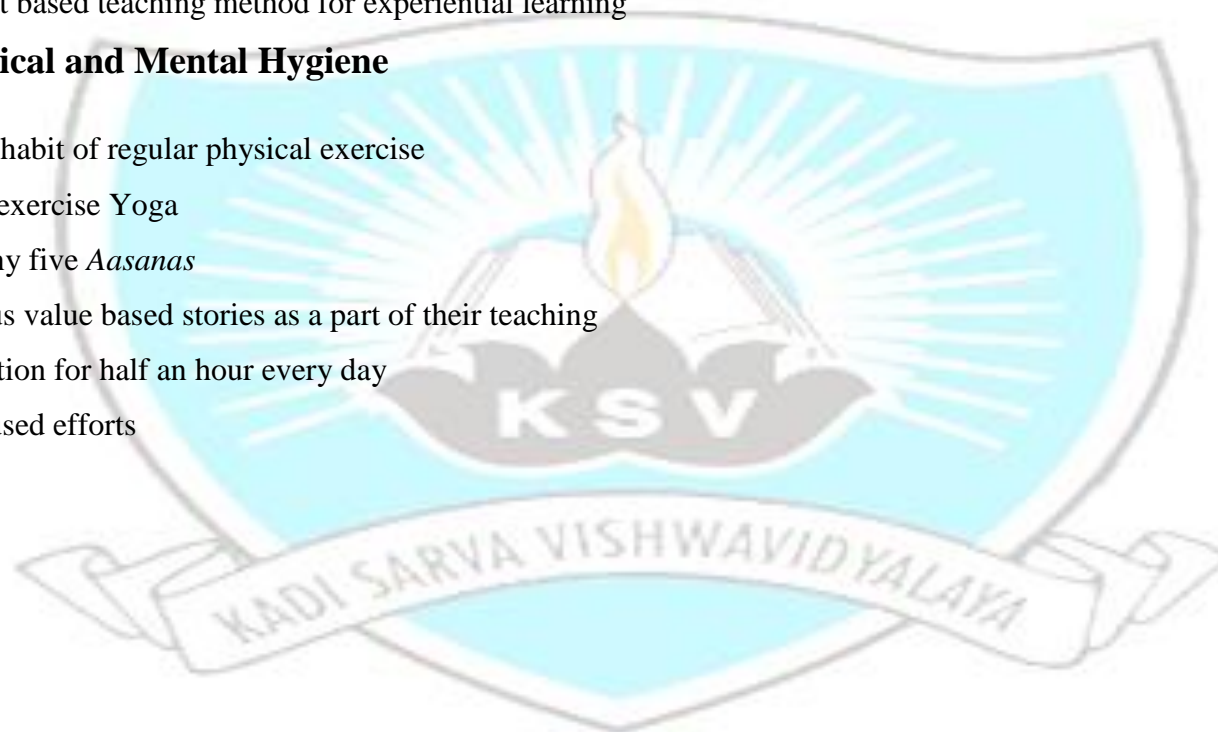 t based teaching method for experiential learning
ical and Mental Hygiene
habit of regular physical exercise
exercise Yoga
ny five Aasanas
us value based stories as a part of their teaching
tion for half an hour every day
used efforts
KSV
KADI SARVA VISHWAVIDYALAYA